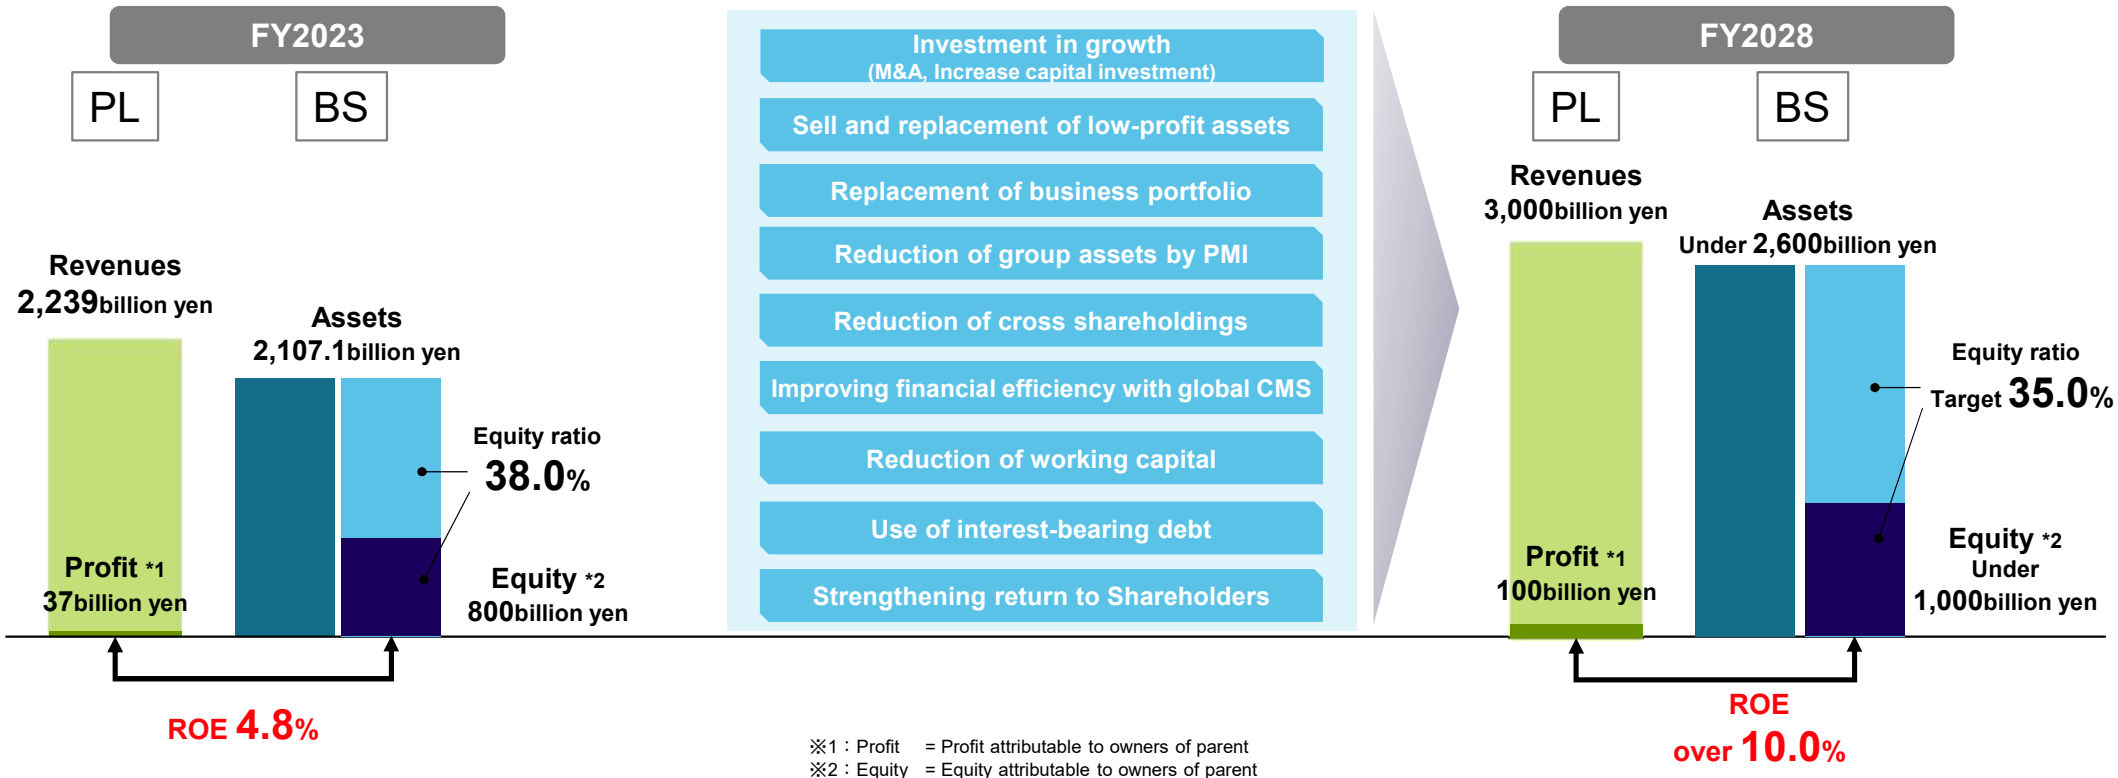 FY2023
PL
BS
Revenues
2,239billion yen
Assets
2,107.1billion yen
Equity ratio
38.0%
Profit *1
37billion yen
Equity *2
800billion yen
ROE 4.8%
Investment in growth
(M&A, Increase capital investment)
Sell and replacement of low-profit assets
Replacement of business portfolio
Reduction of group assets by PMI
Reduction of cross shareholdings
Improving financial efficiency with global CMS
Reduction of working capital
Use of interest-bearing debt
Strengthening return to Shareholders
FY2028
PL
BS
Revenues
3,000billion yen
Assets
Under 2,600billion yen
Equity ratio
Target 35.0%
Profit *1
100billion yen
Equity *2
Under
1,000billion yen
ROE
over 10.0%
※1：Profit = Profit attributable to owners of parent
※2：Equity = Equity attributable to owners of parent